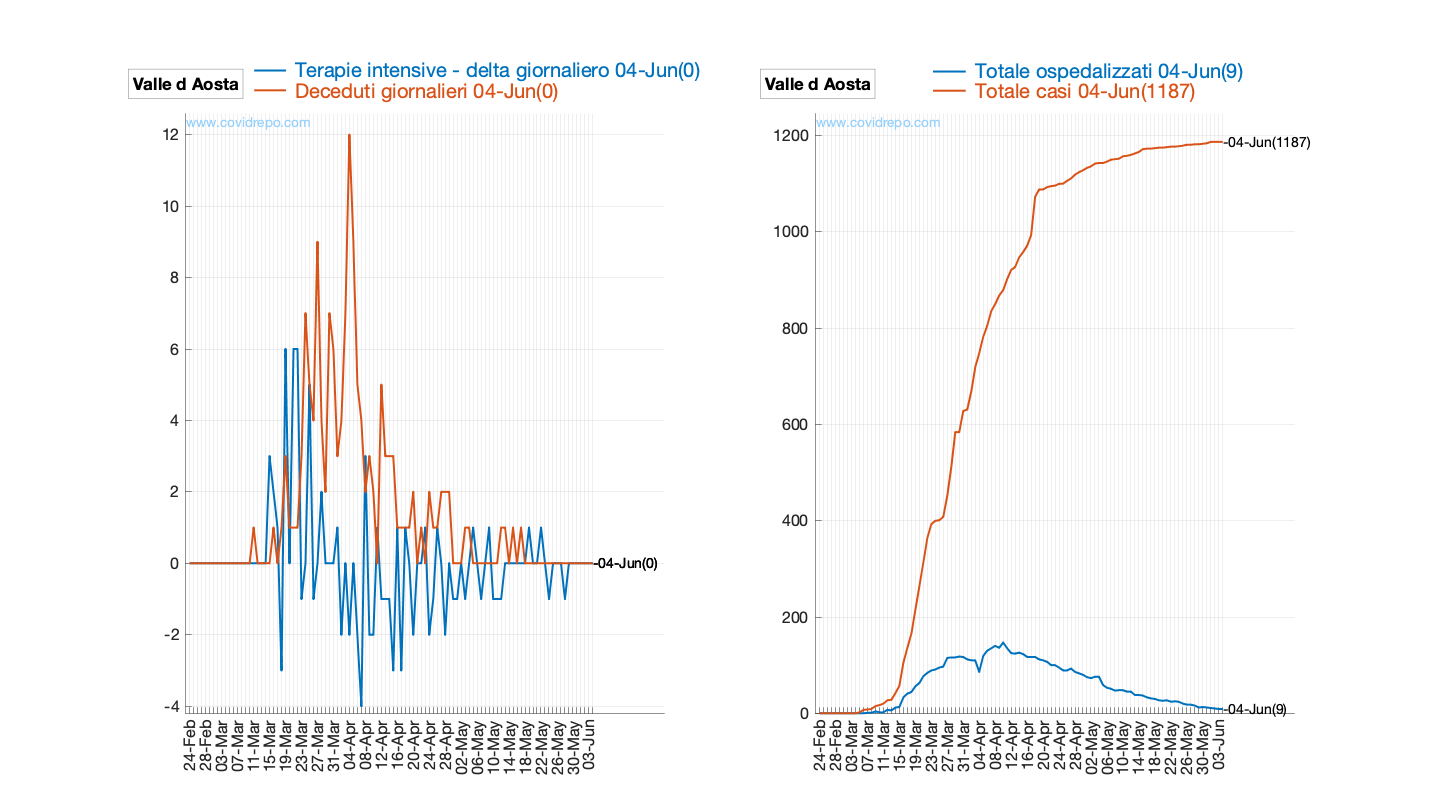 Valle d Aosta
Terapie intensive - delta giornaliero 04-Jun(0)
Deceduti giornalieri 04-Jun(0)
www.covidrepo.com
12
10
8
6
4
2
0
-2
-4
-04-Jun(0)
24-Feb
28-Feb
03-Mar
07-Mar
11-Mar
15-Mar
19-Mar
23-Mar
27-Mar
31-Mar
04-Apr
08-Apr
12-Apr
16-Apr
20-Apr
24-Apr
28-Apr
02-May
06-May
10-May
14-May
18-May
22-May
26-May
30-May
03-Jun
Valle d Aosta
Totale ospedalizzati 04-Jun(9)
Totale casi 04-Jun(1187)
www.covidrepo.com
1200
1000
800
600
400
200
0
-04-Jun(1187)
-04-Jun(9)
24-Feb
28-Feb
03-Mar
07-Mar
11-Mar
15-Mar
19-Mar
23-Mar
27-Mar
31-Mar
04-Apr
08-Apr
12-Apr
16-Apr
20-Apr
24-Apr
28-Apr
02-May
06-May
10-May
14-May
18-May
22-May
26-May
30-May
03-Jun